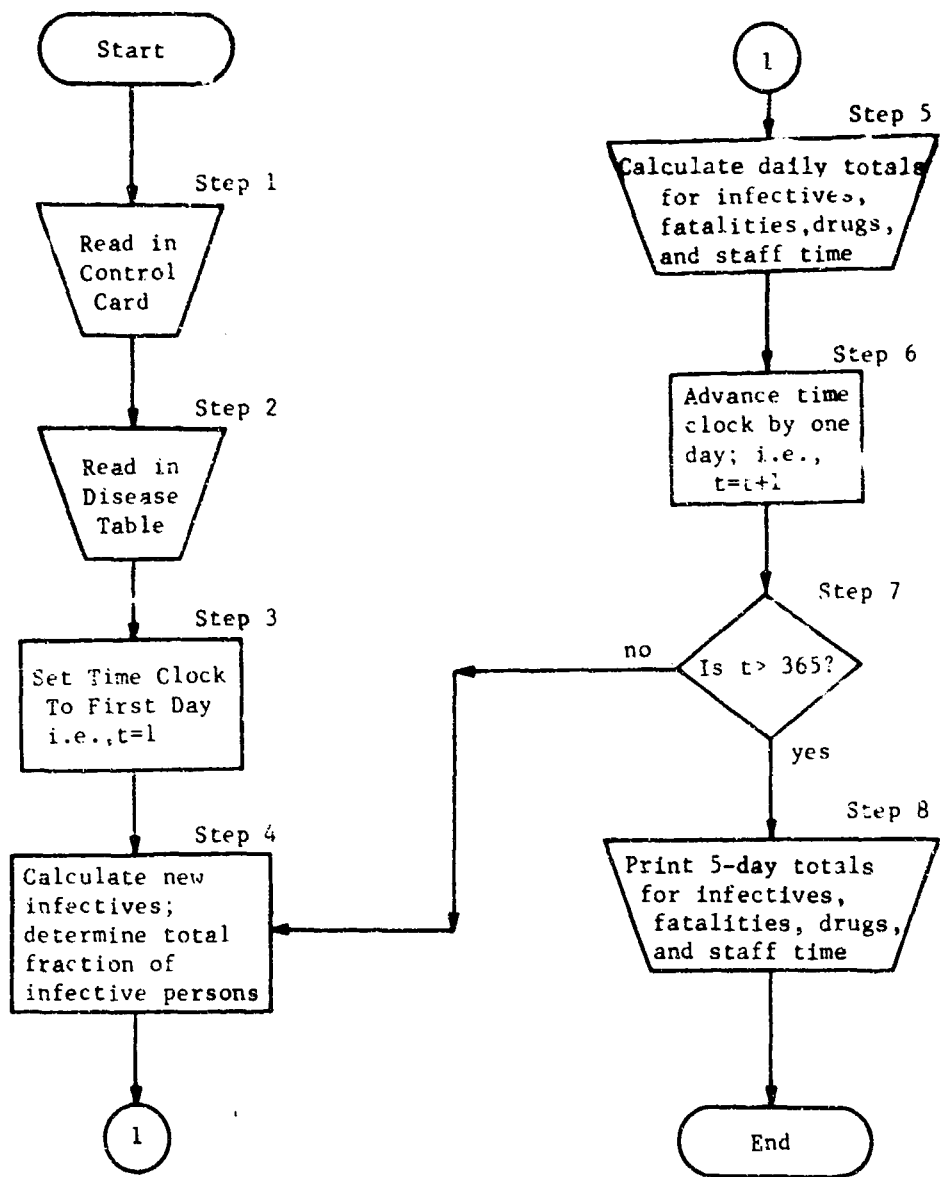 Start
Step 1
Read in
Control
Card
Step 2
Read in
Disease
Table
Step 3
Set Time Clock
To First Day
i.e.,t=1
Step 4
Calculate new
infectives;
determine total
fraction of
infective persons
1
1
Step 5
Calculate daily totals
for infectives,
fatalities,drugs,
and staff time
Step 6
Advance time
clock by one
day; i.e.,
t=t+1
Step 7
Is t> 365?
no
yes
Step 8
Print 5-day totals
for infectives,
fatalities, drugs,
and staff time
End